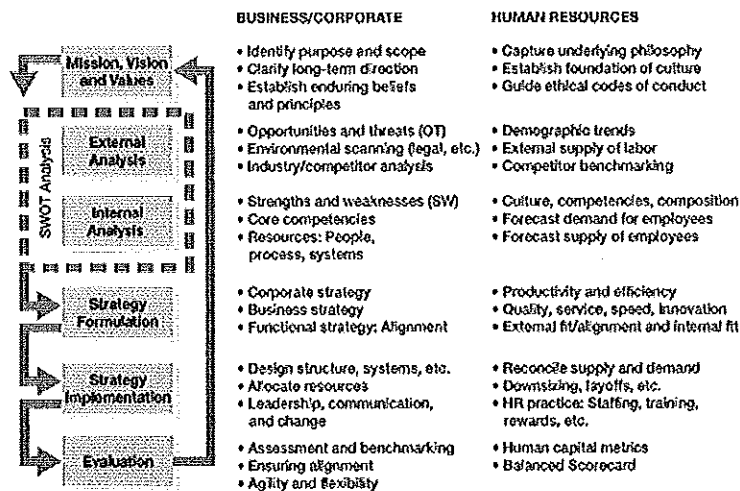 BUSINESS/CORPORATE
HUMAN RESOURCES
Mission, Vision
and Values
• Identify purpose and scope
• Clarify long-term direction
• Establish enduring beliefs
and principles
• Capture underlying philosophy
• Establish foundation of culture
• Guide ethical codes of conduct
SWOT Analysis
External
Analysis
• Opportunities and threats (OT)
• Environmental scanning (legal, etc.)
• Industry/competitor analysis
• Demographic trends
• External supply of labor
• Competitor benchmarking
Internal
Analysis
• Strengths and weaknesses (SW)
• Core competencies
• Resources: People,
process, systems
• Culture, competencies, composition
• Forecast demand for employees
• Forecast supply of employees
Strategy
Formulation
• Corporate strategy
• Business strategy
• Functional strategy: Alignment
• Productivity and efficiency
• Quality, service, speed, innovation
• External fit/alignment and internal fit
Strategy
Implementation
• Design structure, systems, etc.
• Allocate resources
• Leadership, communication,
and change
• Reconcile supply and demand
• Downsizing, layoffs, etc.
• HR practice: Staffing, training,
rewards, etc.
Evaluation
• Assessment and benchmarking
• Ensuring alignment
• Agility and flexibility
• Human capital metrics
• Balanced Scorecard